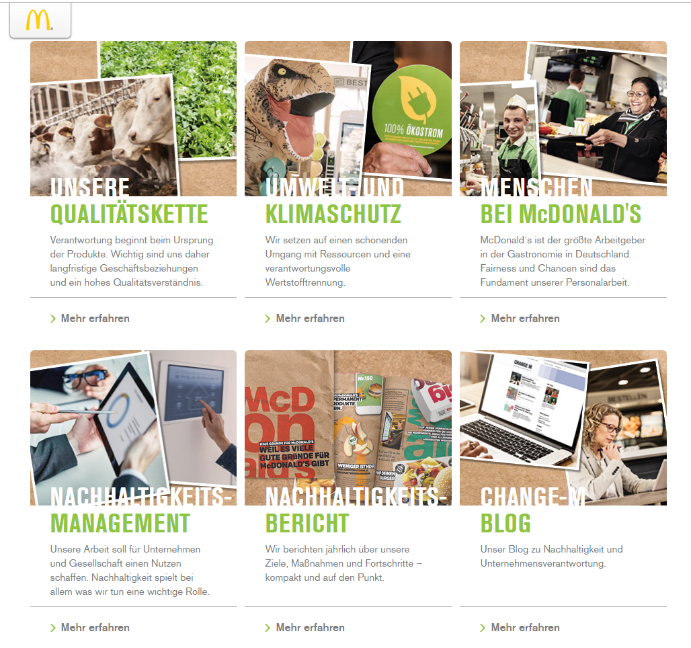 100% ÖKOSTROM
UNSERE
QUALITÄTSKETTE
Verantwortung beginnt beim Ursprung
der Produkte. Wichtig sind uns daher
langfristige Geschäftsbeziehungen
und ein hohes Qualitätsverständnis.
Mehr erfahren
UMWELT- UND
KLIMASCHUTZ
Wir setzen auf einen schonenden
Umgang mit Ressourcen und eine
verantwortungsvolle
Wertstofftrennung.
Mehr erfahren
MENSCHEN
BEI McDONALD'S
McDonald's ist der größte Arbeitgeber
in der Gastronomie in Deutschland.
Fairness und Chancen sind das
Fundament unserer Personalarbeit.
Mehr erfahren
NACHHALTIGKEITS-
MANAGEMENT
Unsere Arbeit soll für Unternehmen
und Gesellschaft einen Nutzen
schaffen. Nachhaltigkeit spielt bei
allem was wir tun eine wichtige Rolle.
Mehr erfahren
McD
on
alds
WEIL ES VIELE
GUTE GRÜNDE FÜR
McDONALD'S GIBT
NACHHALTIGKEITS-
BERICHT
Wir berichten jährlich über unsere
Ziele, Maßnahmen und Fortschritte –
kompakt und auf den Punkt.
Mehr erfahren
CHANGE-M
BESTELLEN
CHANGE-M
BLOG
Unser Blog zu Nachhaltigkeit und
Unternehmensverantwortung.
Mehr erfahren